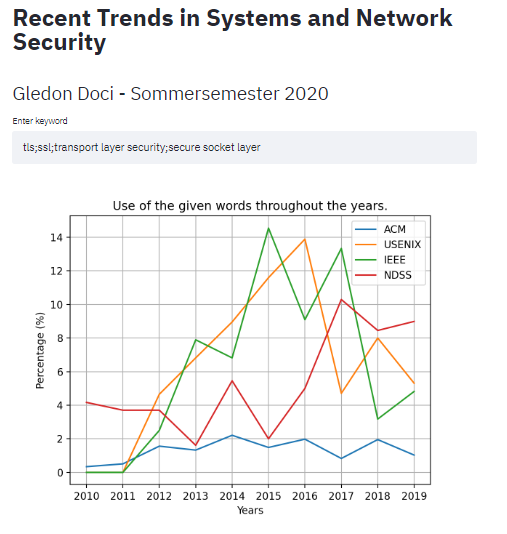 Recent Trends in Systems and Network
Security
Gledon Doci - Sommersemester 2020
Enter keyword
tls;ssl;transport layer security;secure socket layer
Use of the given words throughout the years.
ACM
USENIX
IEEE
NDSS
14
12
10
8
6
4
2
0
Percentage (%)
2010 2011 2012 2013 2014 2015 2016 2017 2018 2019
Years